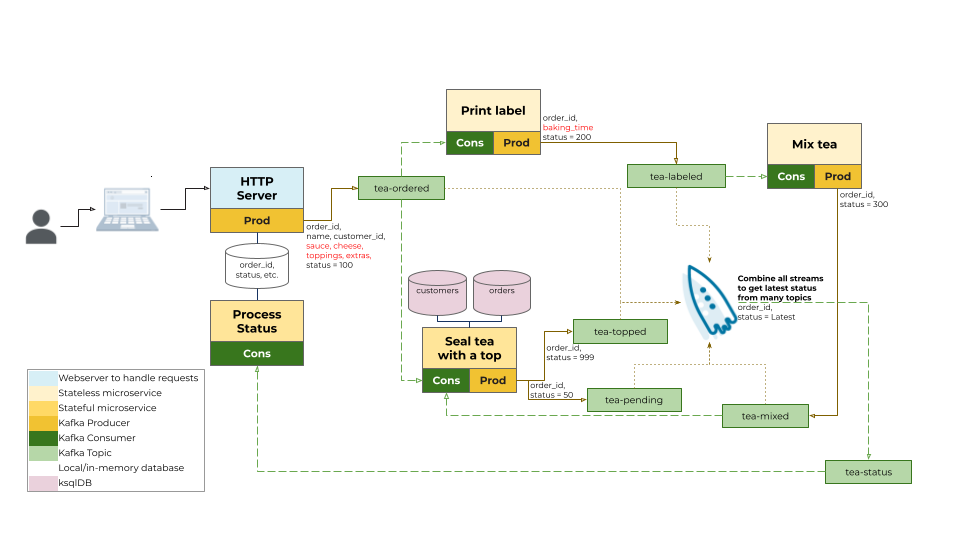 Print label
Cons
Prod
order_id,
baking_time
status = 200
Mix tea
Cons
Prod
order_id,
status = 300
HTTP
Server
Prod
tea-ordered
tea-labeled
order_id,
name, customer_id,
sauce, cheese,
toppings, extras,
status = 100
order_id,
status, etc.
customers
orders
Combine all streams
to get latest status
from many topics
order_id,
status = Latest
Process
Status
Cons
Seal tea
with a top
Cons
Prod
tea-topped
order_id,
status = 999
order_id,
status = 50
tea-pending
tea-mixed
tea-status
Webserver to handle requests
Stateless microservice
Stateful microservice
Kafka Producer
Kafka Consumer
Kafka Topic
Local/in-memory database
ksqlDB